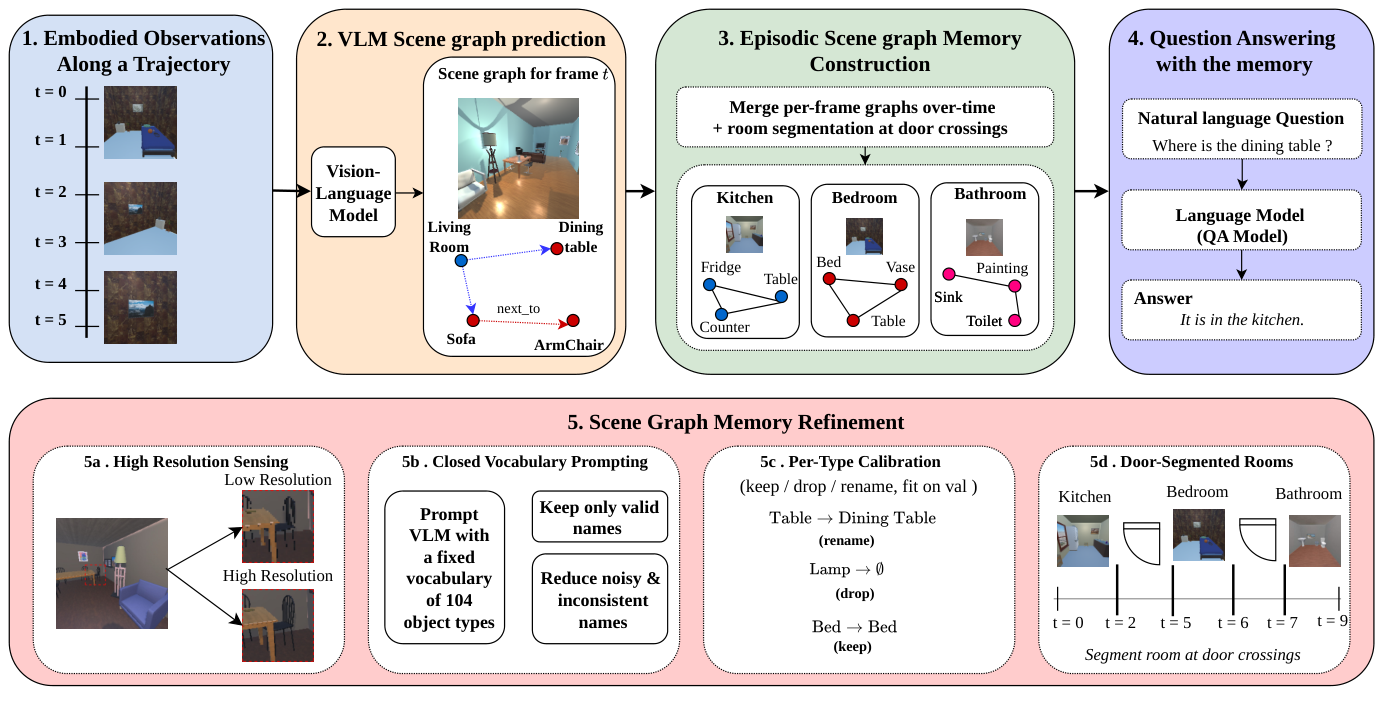 1. Embodied Observations
Along a Trajectory
t = 0
t = 1
t = 2
t = 3
t = 4
t = 5
2. VLM Scene graph prediction
Vision-
Language
Model
Scene graph for frame t
Living
Room
Dining
table
next_to
Sofa
ArmChair
3. Episodic Scene graph Memory
Construction
Merge per-frame graphs over-time
+ room segmentation at door crossings
Kitchen
Fridge
Table
Counter
Bedroom
Bed
Vase
Table
Bathroom
Painting
Sink
Toilet
4. Question Answering
with the memory
Natural language Question
Where is the dining table ?
Language Model
(QA Model)
Answer
It is in the kitchen.
5. Scene Graph Memory Refinement
5a . High Resolution Sensing
Low Resolution
High Resolution
5b . Closed Vocabulary Prompting
Prompt
VLM with
a fixed
vocabulary
of 104
object types
Keep only valid
names
Reduce noisy &
inconsistent
names
5c . Per-Type Calibration
(keep / drop / rename, fit on val )
Table → Dining Table
(rename)
Lamp → ∅
(drop)
Bed → Bed
(keep)
5d . Door-Segmented Rooms
Kitchen
Bedroom
Bathroom
t = 0
t = 2
t = 5
t = 6
t = 7
t = 9
Segment room at door crossings